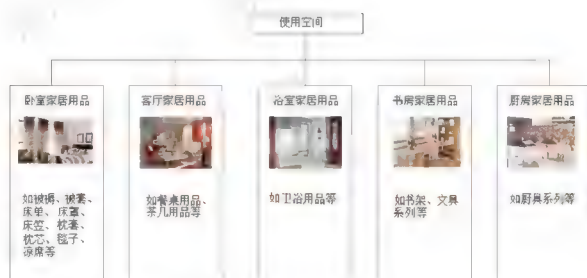 使用空间
卧室家居用品
客厅家居用品
浴室家居用品
书房家居用品
厨房家居用品
如被褥、被套、
床单、床罩、
床笠、枕套、
枕芯、毯子、
凉席等
如餐桌用品、
茶几用品等
如卫浴用品等
如书架、文具
系列等
如厨具系列等